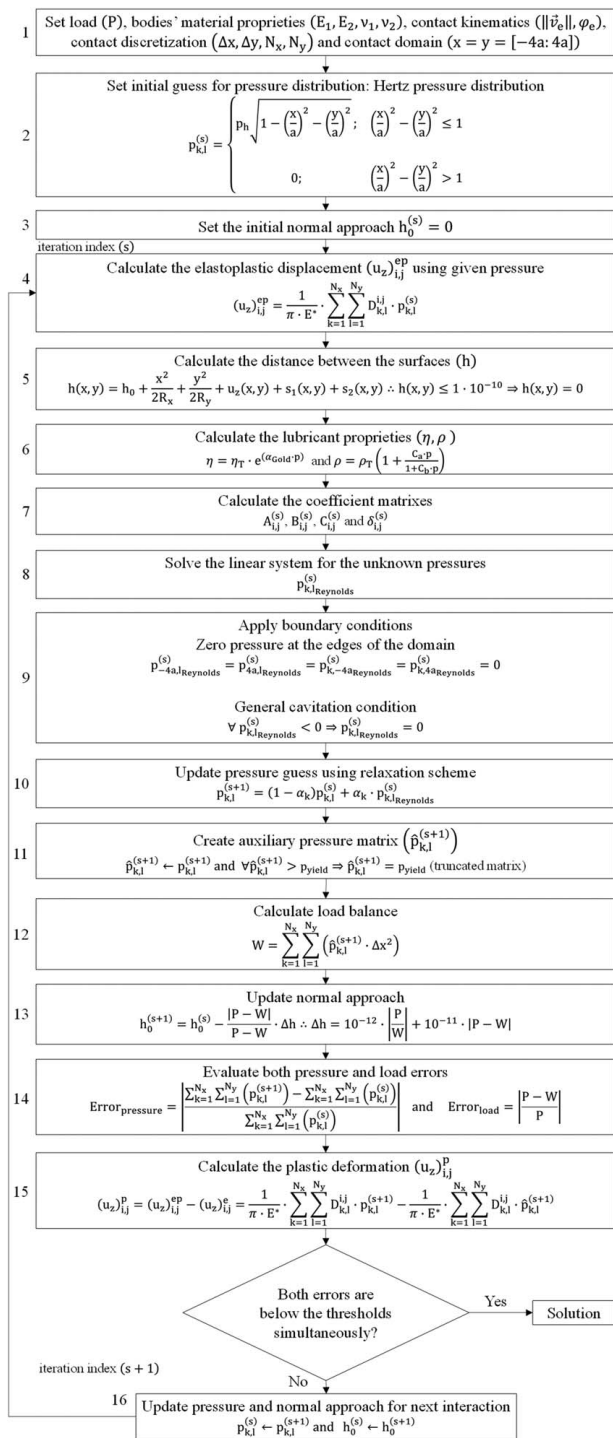 1
Set load (P), bodies' material proprieties (E₁, E₂, ν₁, ν₂), contact kinematics (‖v⃗ₑ‖, φₑ),
contact discretization (Δx, Δy, Nₓ, N_y) and contact domain (x = y = [−4a: 4a])
2
Set initial guess for pressure distribution: Hertz pressure distribution
p_{k,l}^{(s)} = { p_h √(1 − (x/a)² − (y/a)²); (x/a)² − (y/a)² ≤ 1
0; (x/a)² − (y/a)² > 1
3
Set the initial normal approach h₀^{(s)} = 0
iteration index (s)
4
Calculate the elastoplastic displacement (u_z)_{i,j}^{ep} using given pressure
(u_z)_{i,j}^{ep} = 1/(π · E*) · ∑_{k=1}^{Nₓ} ∑_{l=1}^{N_y} D_{k,l}^{i,j} · p_{k,l}^{(s)}
5
Calculate the distance between the surfaces (h)
h(x, y) = h₀ + x²/(2Rₓ) + y²/(2R_y) + u_z(x, y) + s₁(x, y) + s₂(x, y) ∴ h(x, y) ≤ 1 · 10⁻¹⁰ ⇒ h(x, y) = 0
6
Calculate the lubricant proprieties (η, ρ)
η = η_T · e^{(α_Gold·p)} and ρ = ρ_T (1 + (C_a·p)/(1+C_b·p))
7
Calculate the coefficient matrixes
A_{i,j}^{(s)}, B_{i,j}^{(s)}, C_{i,j}^{(s)} and δ_{i,j}^{(s)}
8
Solve the linear system for the unknown pressures
p_{k,l Reynolds}^{(s)}
9
Apply boundary conditions
Zero pressure at the edges of the domain
p_{−4a,l Reynolds}^{(s)} = p_{4a,l Reynolds}^{(s)} = p_{k,−4a Reynolds}^{(s)} = p_{k,4a Reynolds}^{(s)} = 0
General cavitation condition
∀ p_{k,l Reynolds}^{(s)} < 0 ⇒ p_{k,l Reynolds}^{(s)} = 0
10
Update pressure guess using relaxation scheme
p_{k,l}^{(s+1)} = (1 − α_k)p_{k,l}^{(s)} + α_k · p_{k,l Reynolds}^{(s)}
11
Create auxiliary pressure matrix (p̂_{k,l}^{(s+1)})
p̂_{k,l}^{(s+1)} ← p_{k,l}^{(s+1)} and ∀p̂_{k,l}^{(s+1)} > p_yield ⇒ p̂_{k,l}^{(s+1)} = p_yield (truncated matrix)
12
Calculate load balance
W = ∑_{k=1}^{Nₓ} ∑_{l=1}^{N_y} (p̂_{k,l}^{(s+1)} · Δx²)
13
Update normal approach
h₀^{(s+1)} = h₀^{(s)} − |P − W|/(P − W) · Δh ∴ Δh = 10⁻¹² · |P/W| + 10⁻¹¹ · |P − W|
14
Evaluate both pressure and load errors
Error_pressure = |(∑_{k=1}^{Nₓ} ∑_{l=1}^{N_y} (p_{k,l}^{(s+1)}) − ∑_{k=1}^{Nₓ} ∑_{l=1}^{N_y} (p_{k,l}^{(s)}))/(∑_{k=1}^{Nₓ} ∑_{l=1}^{N_y} (p_{k,l}^{(s)}))| and Error_load = |(P − W)/P|
15
Calculate the plastic deformation (u_z)_{i,j}^{p}
(u_z)_{i,j}^{p} = (u_z)_{i,j}^{ep} − (u_z)_{i,j}^{e} = 1/(π · E*) · ∑_{k=1}^{Nₓ} ∑_{l=1}^{N_y} D_{k,l}^{i,j} · p_{k,l}^{(s+1)} − 1/(π · E*) · ∑_{k=1}^{Nₓ} ∑_{l=1}^{N_y} D_{k,l}^{i,j} · p̂_{k,l}^{(s+1)}
Both errors are
below the thresholds
simultaneously?
Yes
Solution
No
iteration index (s + 1)
16
Update pressure and normal approach for next interaction
p_{k,l}^{(s)} ← p_{k,l}^{(s+1)} and h₀^{(s)} ← h₀^{(s+1)}